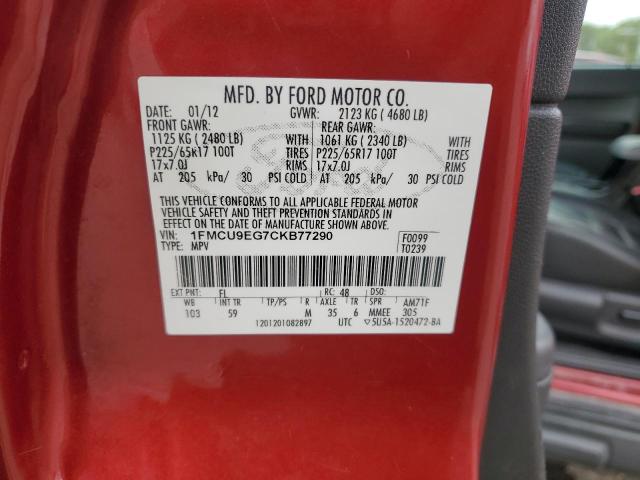 MFD. BY FORD MOTOR CO.
DATE: 01/12 GVWR: 2123 KG ( 4680 LB)
FRONT GAWR: REAR GAWR:
1125 KG ( 2480 LB) WITH 1061 KG ( 2340 LB) WITH
P225/65R17 100T TIRES P225/65R17 100T TIRES
17x7.0J RIMS 17x7.0J RIMS
AT 205 kPa/ 30 PSI COLD AT 205 kPa/ 30 PSI COLD
THIS VEHICLE CONFORMS TO ALL APPLICABLE FEDERAL MOTOR
VEHICLE SAFETY AND THEFT PREVENTION STANDARDS IN
EFFECT ON THE DATE OF MANUFACTURE SHOWN ABOVE.
VIN: 1FMCU9EG7CKB77290 F0099
TYPE: MPV T0239
EXT PNT: FL RC: 48 DSO:
WB INT TR TP/PS R AXLE TR SPR AM71F
103 59 M 35 6 MMEE 305
1201201082897 UTC 5USA-1520472-BA
Ford